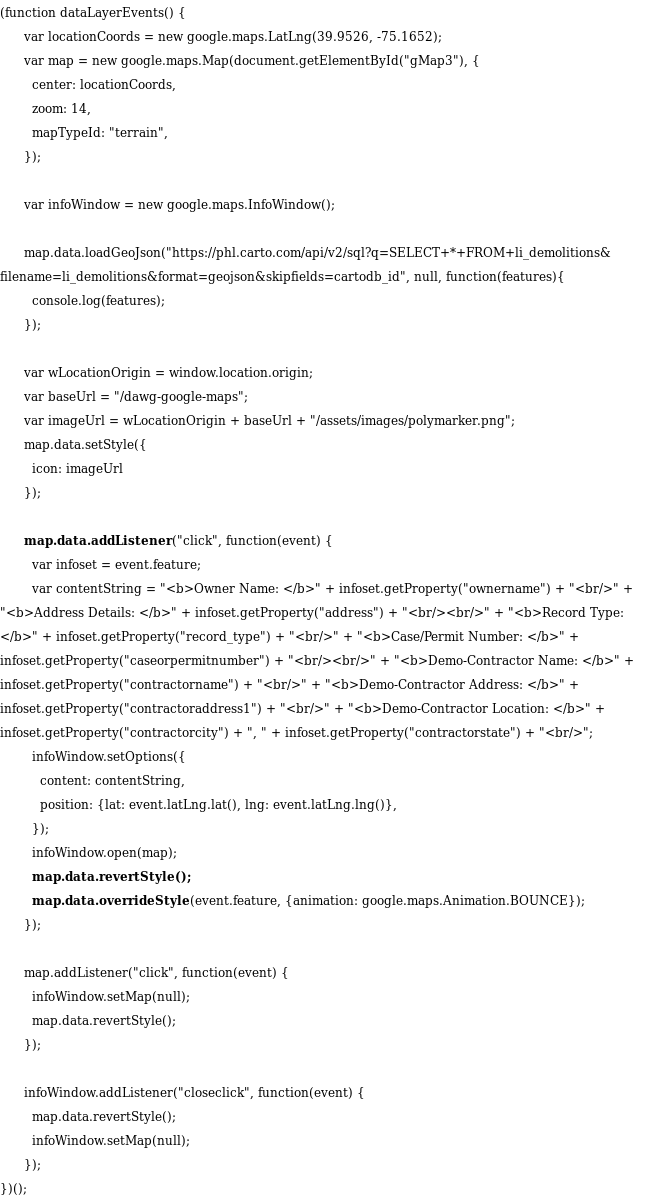 (function dataLayerEvents() {
var locationCoords = new google.maps.LatLng(39.9526, -75.1652);
var map = new google.maps.Map(document.getElementById("gMap3"), {
center: locationCoords,
zoom: 14,
mapTypeId: "terrain",
});
var infoWindow = new google.maps.InfoWindow();
map.data.loadGeoJson("https://phl.carto.com/api/v2/sql?q=SELECT+*+FROM+li_demolitions&
filename=li_demolitions&format=geojson&skipfields=cartodb_id", null, function(features){
console.log(features);
});
var wLocationOrigin = window.location.origin;
var baseUrl = "/dawg-google-maps";
var imageUrl = wLocationOrigin + baseUrl + "/assets/images/polymarker.png";
map.data.setStyle({
icon: imageUrl
});
map.data.addListener("click", function(event) {
var infoset = event.feature;
var contentString = "<b>Owner Name: </b>" + infoset.getProperty("ownername") + "<br/>" +
"<b>Address Details: </b>" + infoset.getProperty("address") + "<br/><br/>" + "<b>Record Type:
</b>" + infoset.getProperty("record_type") + "<br/>" + "<b>Case/Permit Number: </b>" +
infoset.getProperty("caseorpermitnumber") + "<br/><br/>" + "<b>Demo-Contractor Name: </b>" +
infoset.getProperty("contractorname") + "<br/>" + "<b>Demo-Contractor Address: </b>" +
infoset.getProperty("contractoraddress1") + "<br/>" + "<b>Demo-Contractor Location: </b>" +
infoset.getProperty("contractorcity") + ", " + infoset.getProperty("contractorstate") + "<br/>";
infoWindow.setOptions({
content: contentString,
position: {lat: event.latLng.lat(), lng: event.latLng.lng()},
});
infoWindow.open(map);
map.data.revertStyle();
map.data.overrideStyle(event.feature, {animation: google.maps.Animation.BOUNCE});
});
map.addListener("click", function(event) {
infoWindow.setMap(null);
map.data.revertStyle();
});
infoWindow.addListener("closeclick", function(event) {
map.data.revertStyle();
infoWindow.setMap(null);
});
})();